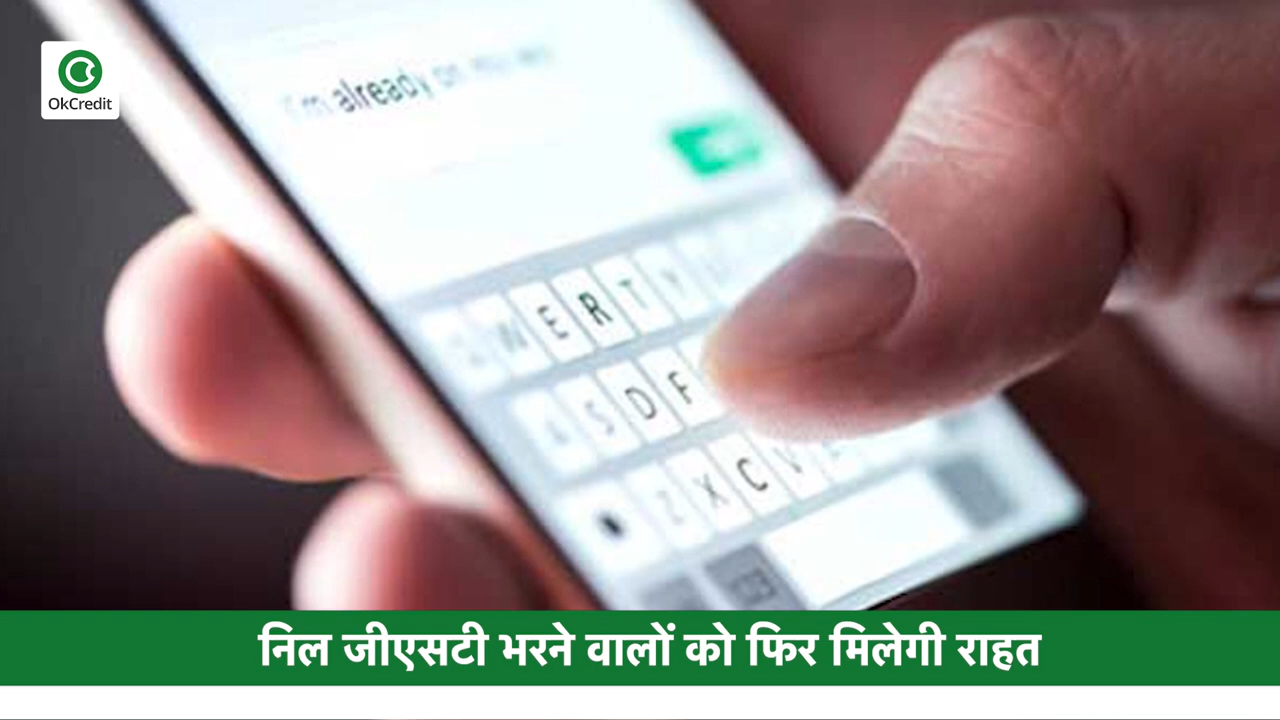 OkCredit
already
W E R T Y
A S D F
Z X C V
निल जीएसटी भरने वालों को फिर मिलेगी राहत